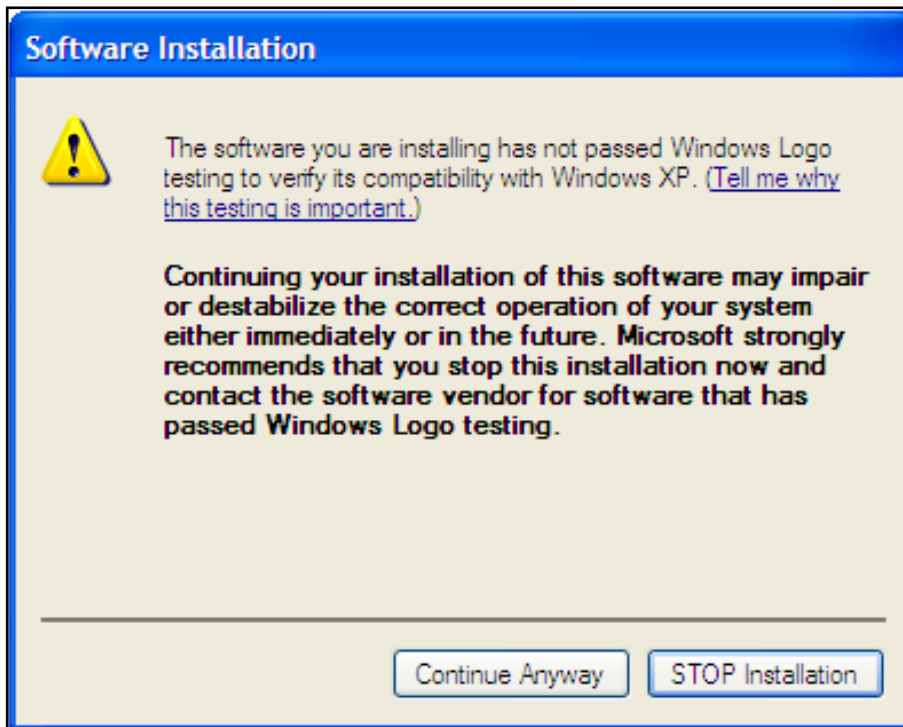 Software Installation
The software you are installing has not passed Windows Logo
testing to verify its compatibility with Windows XP. (Tell me why
this testing is important.)
Continuing your installation of this software may impair
or destabilize the correct operation of your system
either immediately or in the future. Microsoft strongly
recommends that you stop this installation now and
contact the software vendor for software that has
passed Windows Logo testing.
Continue Anyway
STOP Installation